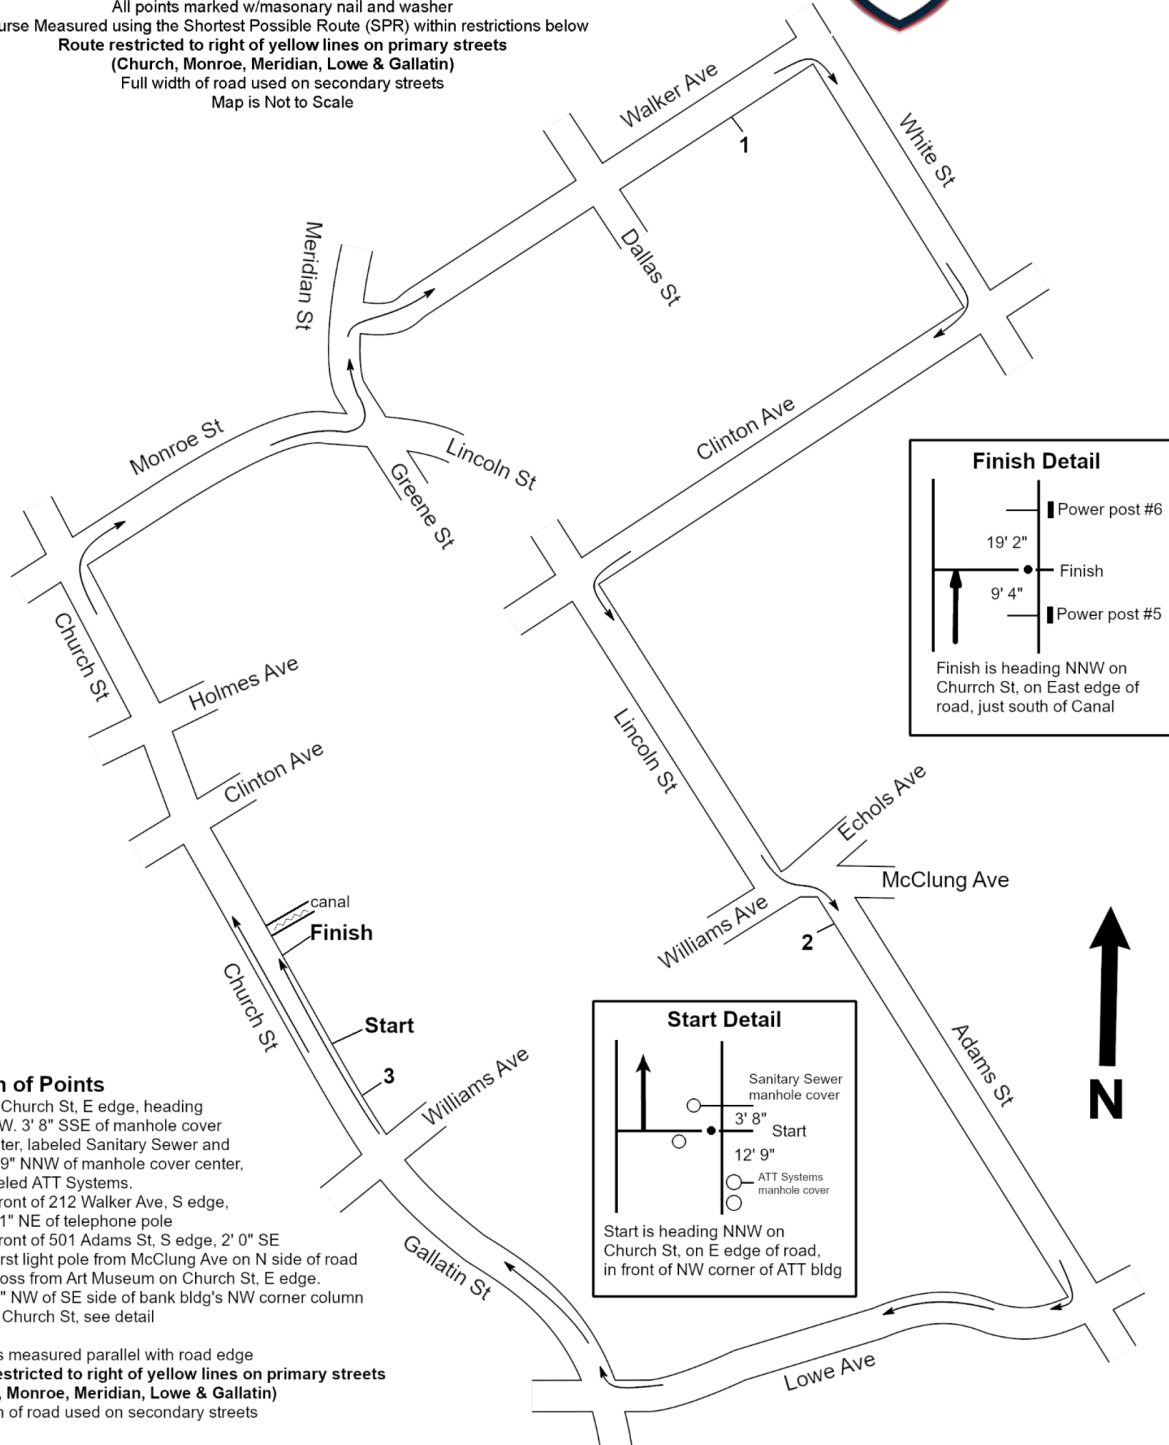 All points marked w/masonary nail and washer
urse Measured using the Shortest Possible Route (SPR) within restrictions below
Route restricted to right of yellow lines on primary streets
(Church, Monroe, Meridian, Lowe & Gallatin)
Full width of road used on secondary streets
Map is Not to Scale
Walker Ave
1
White St
Meridian St
Dallas St
Clinton Ave
Monroe St
Lincoln St
Greene St
Finish Detail
Power post #6
19' 2"
Finish
9' 4"
Power post #5
Finish is heading NNW on
Churrch St, on East edge of
road, just south of Canal
Church St
Holmes Ave
Clinton Ave
Lincoln St
Echols Ave
McClung Ave
Williams Ave
2
canal
Finish
Church St
Start
3
Williams Ave
Adams St
N
Start Detail
Sanitary Sewer
manhole cover
3' 8"
Start
12' 9"
ATT Systems
manhole cover
Start is heading NNW on
Church St, on E edge of road,
in front of NW corner of ATT bldg
Gallatin St
Lowe Ave
n of Points
Church St, E edge, heading
W. 3' 8" SSE of manhole cover
ter, labeled Sanitary Sewer and
9" NNW of manhole cover center,
eled ATT Systems.
ront of 212 Walker Ave, S edge,
1" NE of telephone pole
ront of 501 Adams St, S edge, 2' 0" SE
rst light pole from McClung Ave on N side of road
oss from Art Museum on Church St, E edge.
" NW of SE side of bank bldg's NW corner column
Church St, see detail
s measured parallel with road edge
estricted to right of yellow lines on primary streets
, Monroe, Meridian, Lowe & Gallatin)
n of road used on secondary streets